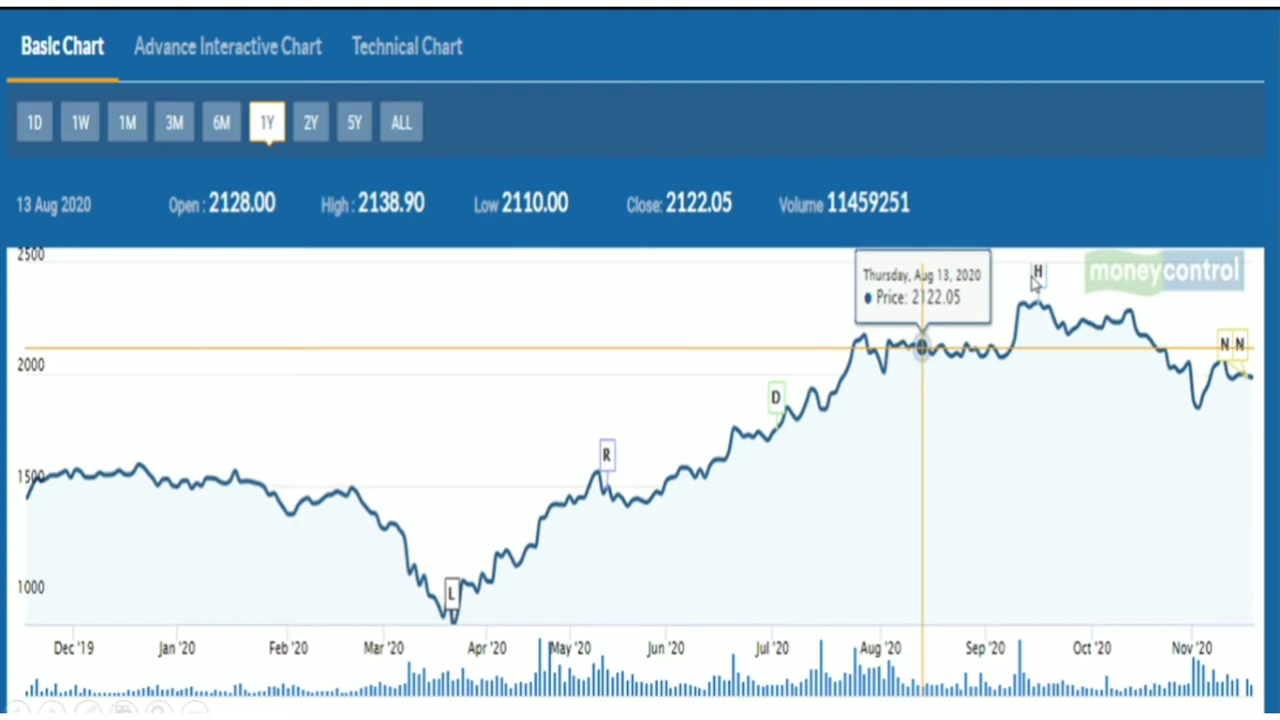 Basic Chart Advance Interactive Chart Technical Chart
1D 1W 1M 3M 6M 1Y 2Y 5Y ALL
13 Aug 2020 Open : 2128.00 High : 2138.90 Low 2110.00 Close: 2122.05 Volume 11459251
2500
moneycontrol
H
Thursday, Aug 13, 2020
Price: 2122.05
N N
2000
D
R
1500
1000
L
Dec '19 Jan '20 Feb '20 Mar '20 Apr '20 May '20 Jun '20 Jul '20 Aug '20 Sep '20 Oct '20 Nov '20